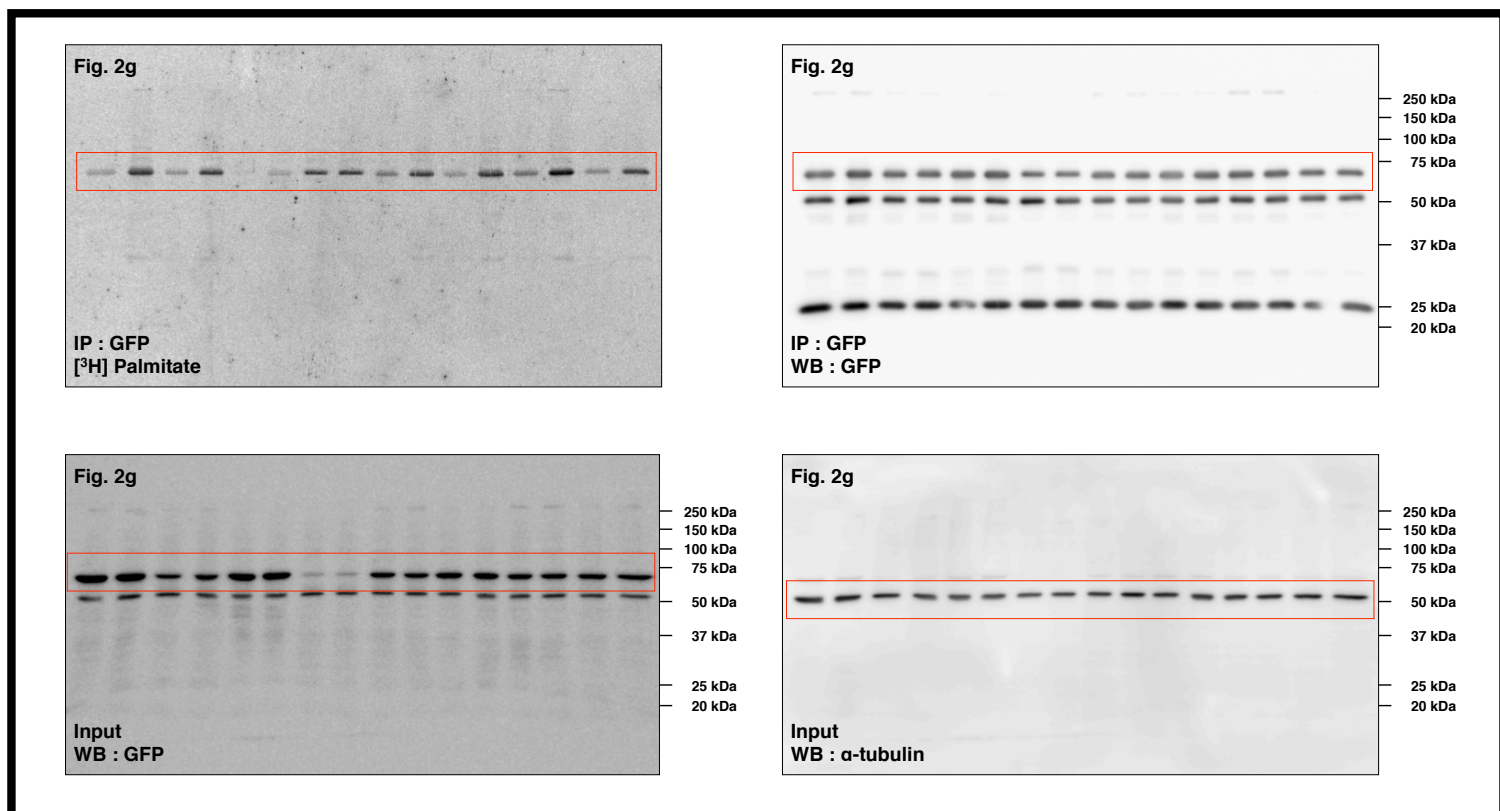 Fig. 2g
IP : GFP
[³H] Palmitate
Fig. 2g
250 kDa
150 kDa
100 kDa
75 kDa
50 kDa
37 kDa
25 kDa
20 kDa
IP : GFP
WB : GFP
Fig. 2g
250 kDa
150 kDa
100 kDa
75 kDa
50 kDa
37 kDa
25 kDa
20 kDa
Input
WB : GFP
Fig. 2g
250 kDa
150 kDa
100 kDa
75 kDa
50 kDa
37 kDa
25 kDa
20 kDa
Input
WB : α-tubulin